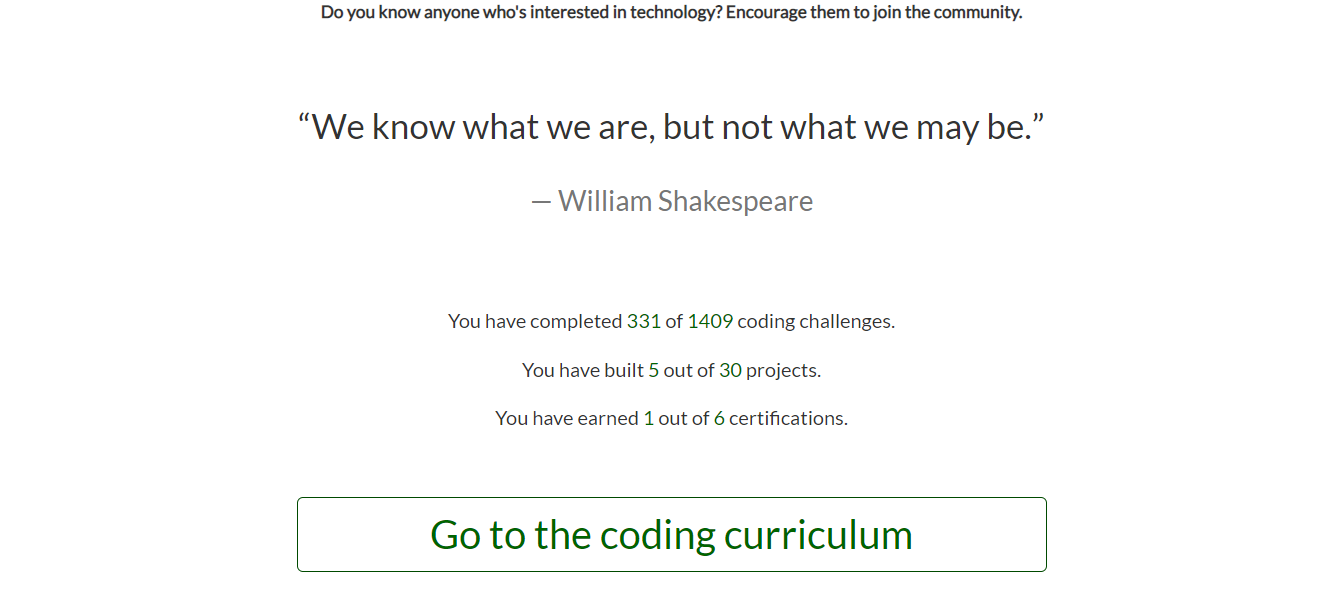 Do you know anyone who's interested in technology? Encourage them to join the community.
“We know what we are, but not what we may be.”
— William Shakespeare
You have completed 331 of 1409 coding challenges.
You have built 5 out of 30 projects.
You have earned 1 out of 6 certifications.
Go to the coding curriculum